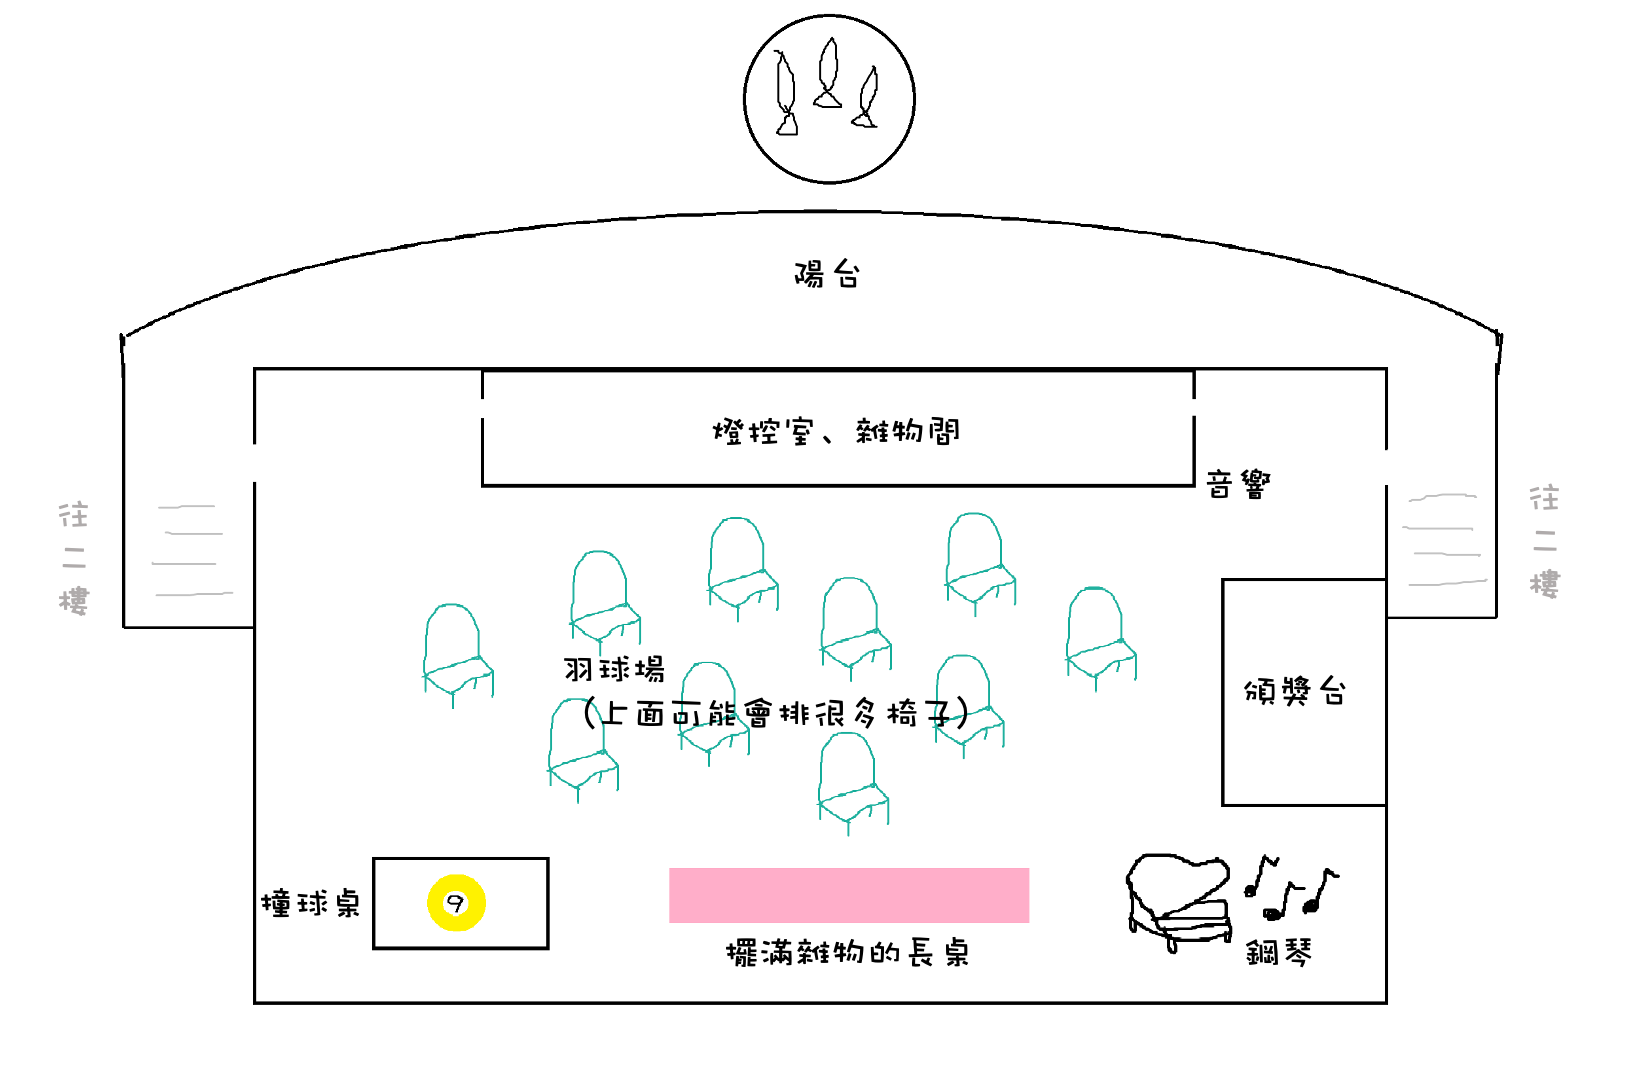 陽台
燈控室、雜物間
音響
往二樓
往二樓
羽球場
（上面可能會排很多椅子）
頒獎台
撞球桌
9
擺滿雜物的長桌
鋼琴